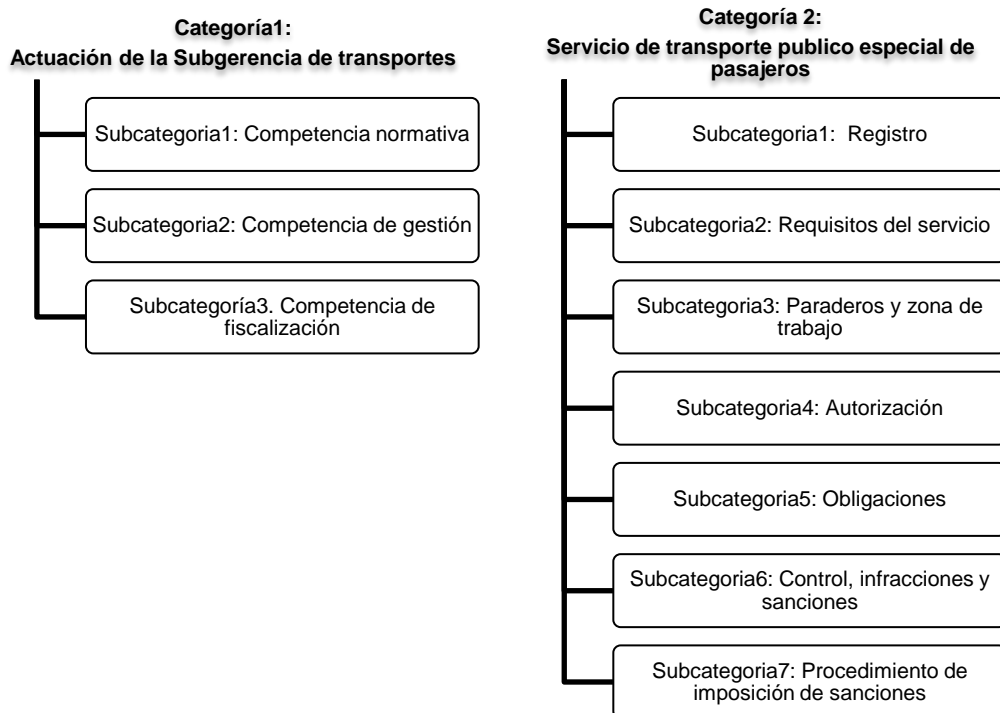 Categoría1:
Actuación de la Subgerencia de transportes
Subcategoria1: Competencia normativa
Subcategoria2: Competencia de gestión
Subcategoría3. Competencia de
fiscalización
Categoría 2:
Servicio de transporte publico especial de
pasajeros
Subcategoria1:  Registro
Subcategoria2: Requisitos del servicio
Subcategoria3: Paraderos y zona de
trabajo
Subcategoria4: Autorización
Subcategoria5: Obligaciones
Subcategoria6: Control, infracciones y
sanciones
Subcategoria7: Procedimiento de
imposición de sanciones